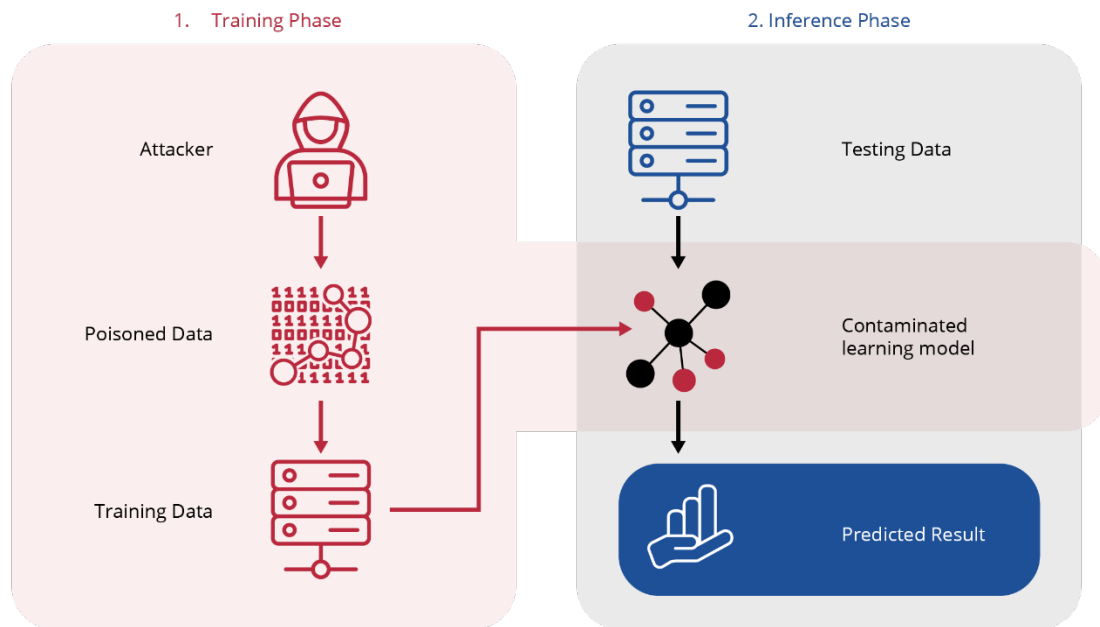 1. Training Phase
Attacker
Poisoned Data
Training Data
2. Inference Phase
Testing Data
Contaminated
learning model
Predicted Result